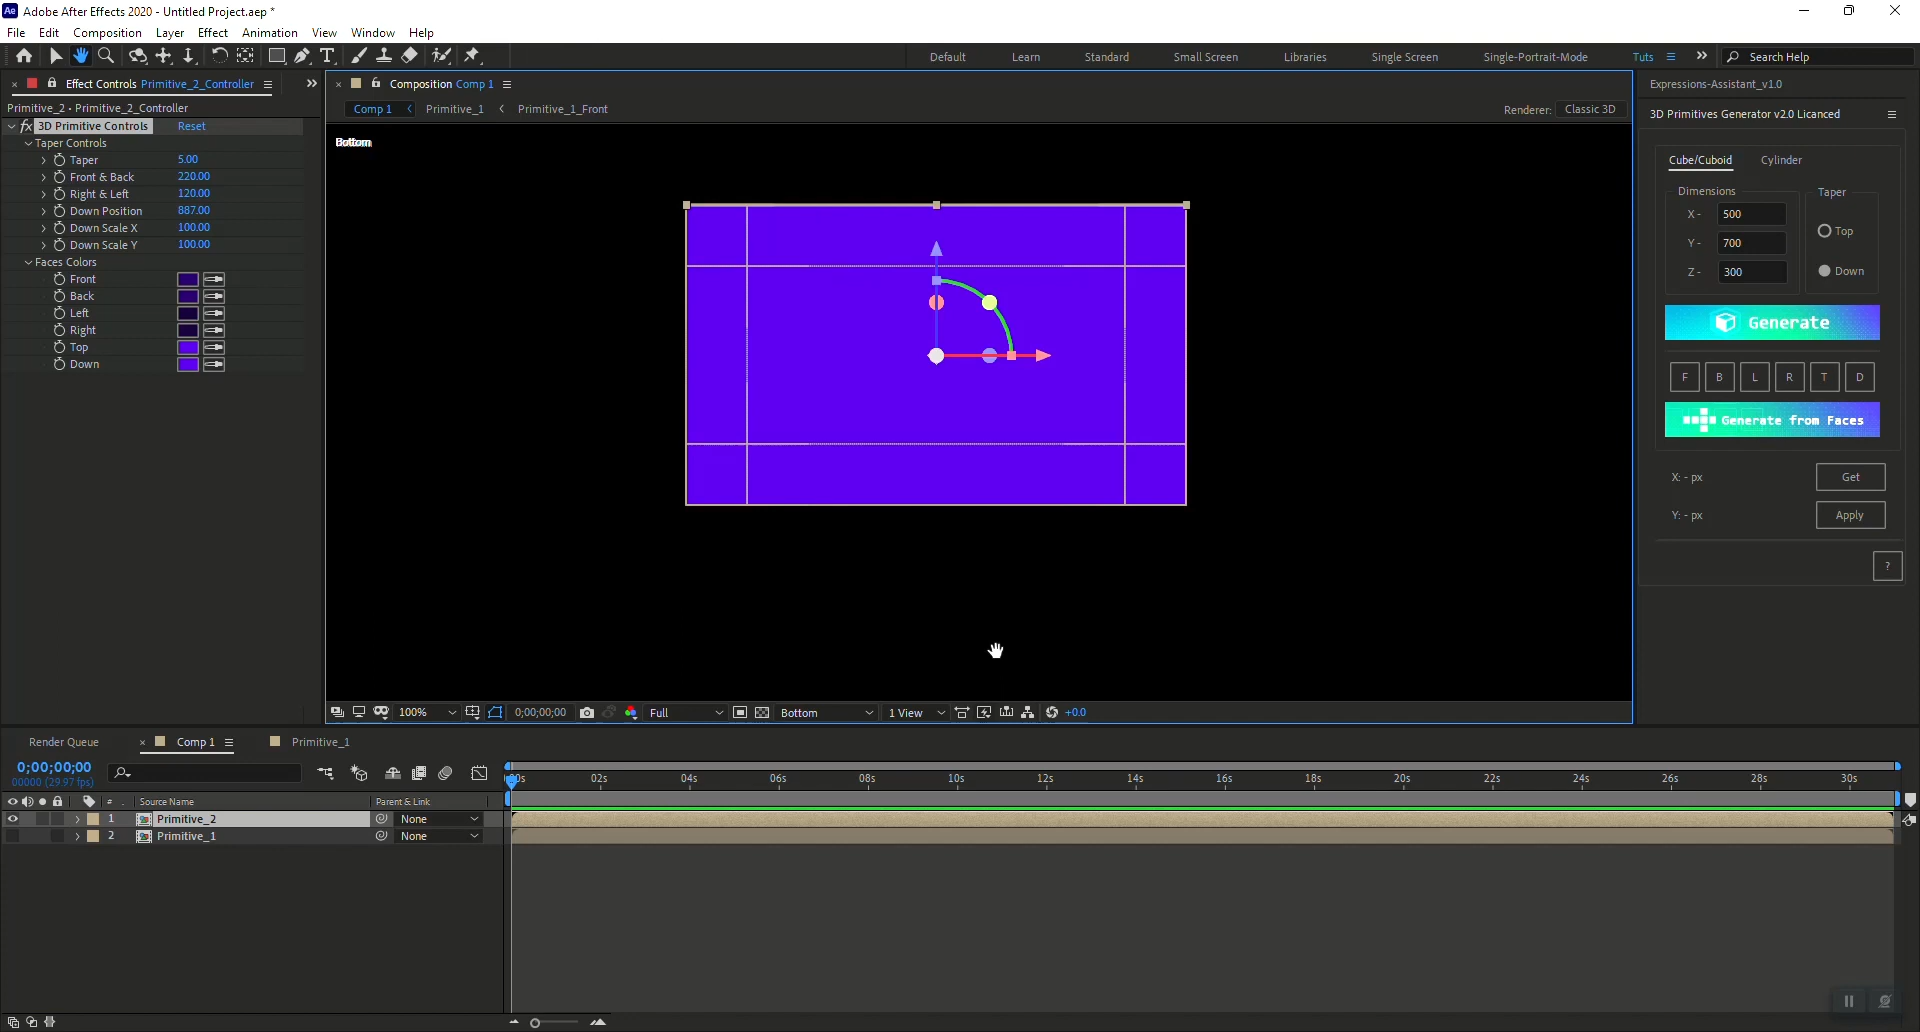 Ae Adobe After Effects 2020 - Untitled Project.aep *
File Edit Composition Layer Effect Animation View Window Help
Default Learn Standard Small Screen Libraries Single Screen Single-Portrait-Mode Tuts Search Help
Effect Controls Primitive_2_Controller
Primitive_2 • Primitive_2_Controller
fx 3D Primitive Controls Reset
Taper Controls
Taper 5.00
Front & Back 220.00
Right & Left 120.00
Down Position 887.00
Down Scale X 100.00
Down Scale Y 100.00
Faces Colors
Front
Back
Left
Right
Top
Down
Composition Comp 1
Comp 1 Primitive_1 Primitive_1_Front
Renderer: Classic 3D
Bottom
100% 0;00;00;00 Full Bottom 1 View +0.0
Expressions-Assistant_v1.0
3D Primitives Generator v2.0 Licanced
Cube/Cuboid Cylinder
Dimensions Taper
X- 500
Y- 700
Z- 300
Top
Down
Generate
F B L R T D
Generate from Faces
X: - px Get
Y: - px Apply
?
Render Queue Comp 1 Primitive_1
0;00;00;00
00000 (29.97 fps)
00s 02s 04s 06s 08s 10s 12s 14s 16s 18s 20s 22s 24s 26s 28s 30s
# . Source Name Parent & Link
1 Primitive_2 None
2 Primitive_1 None